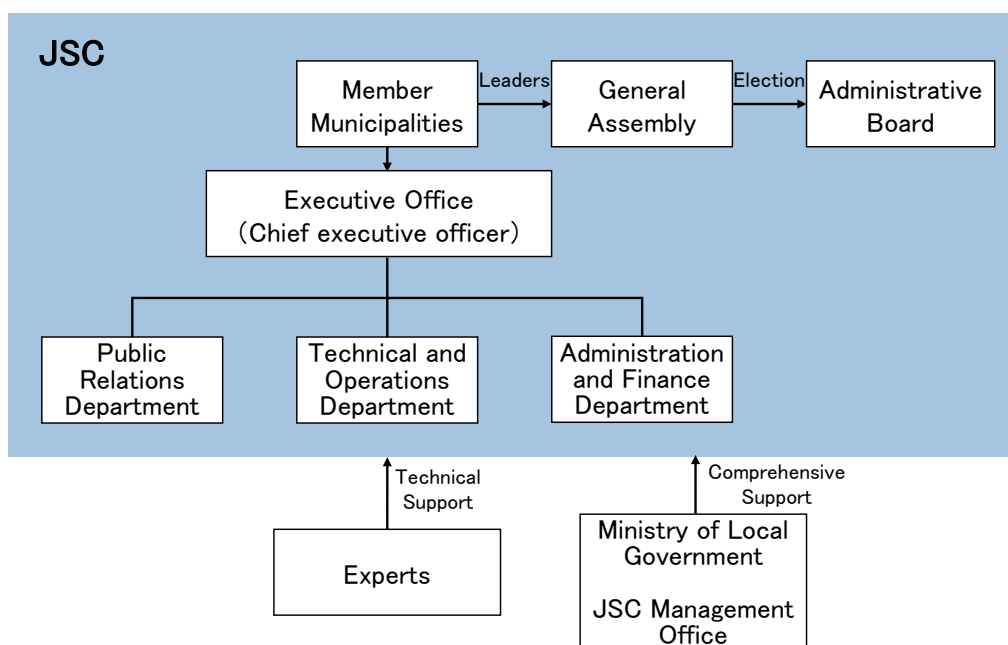 JSC
Member
Municipalities
Leaders
General
Assembly
Election
Administrative
Board
Executive Office
（Chief executive officer）
Public
Relations
Department
Technical and
Operations
Department
Administration
and Finance
Department
Technical
Support
Comprehensive
Support
Experts
Ministry of Local
Government
JSC Management
Office